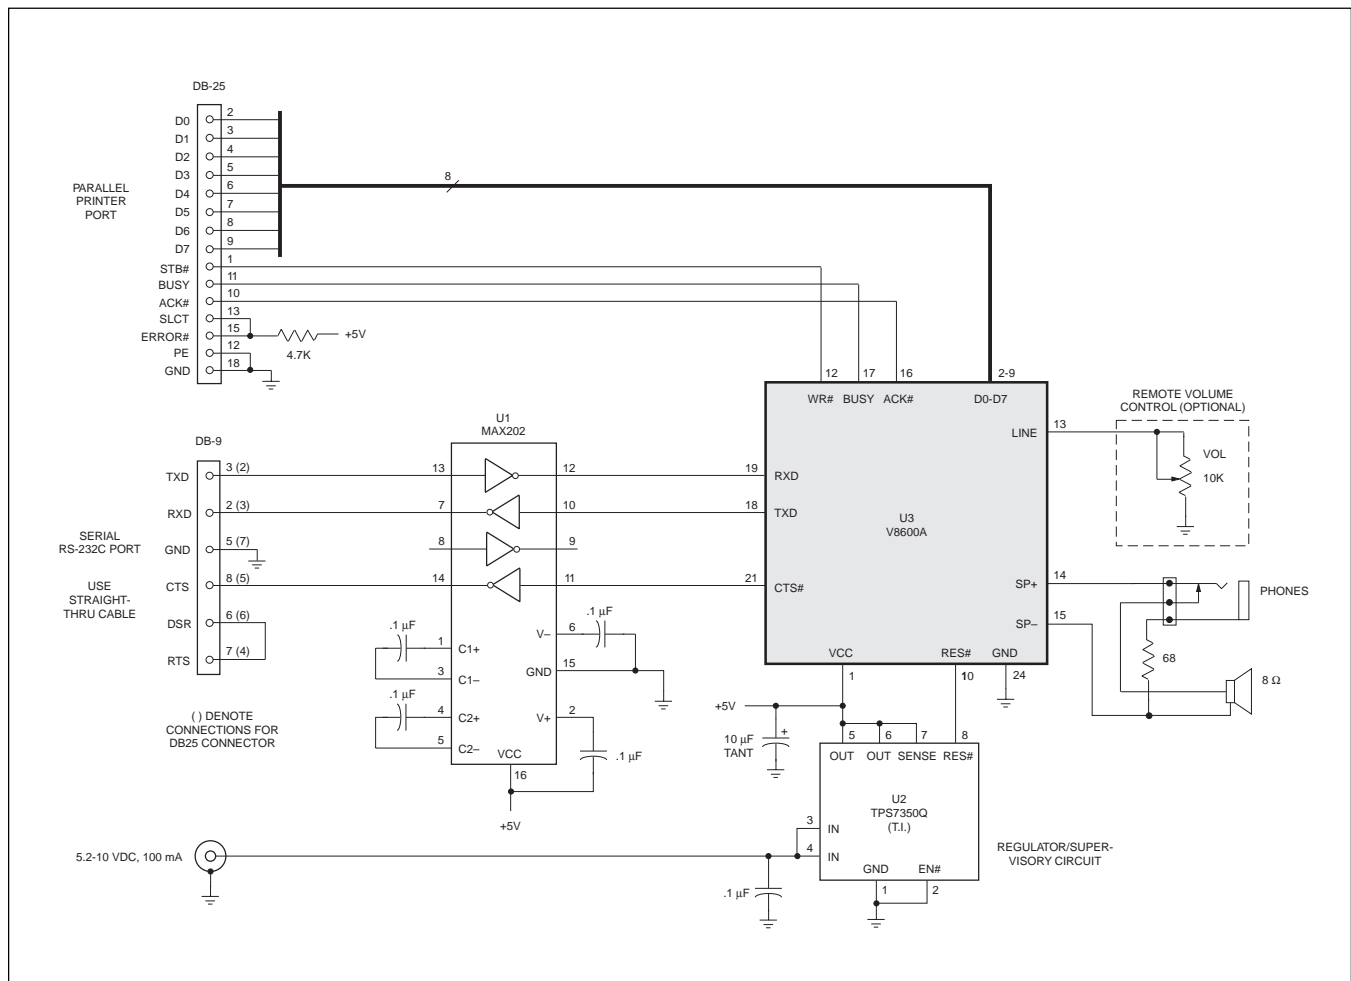 DB-25
D0 2
D1 3
D2 4
D3 5
D4 6
D5 7
D6 8
D7 9
STB# 1
BUSY 11
ACK# 10
SLCT 13
ERROR# 15
PE 12
GND 18
PARALLEL
PRINTER
PORT
8
+5V
4.7K
DB-9
TXD 3 (2)
RXD 2 (3)
GND 5 (7)
CTS 8 (5)
DSR 6 (6)
RTS 7 (4)
SERIAL
RS-232C PORT
USE
STRAIGHT-
THRU CABLE
( ) DENOTE
CONNECTIONS FOR
DB25 CONNECTOR
U1
MAX202
13 12
7 10
8 9
14 11
.1 µF
1 C1+
3 C1–
.1 µF
4 C2+
5 C2–
V– 6
.1 µF
GND 15
V+ 2
.1 µF
VCC
16
+5V
12 17 16 2-9
WR# BUSY ACK# D0-D7
LINE 13
19 RXD
18 TXD
21 CTS#
U3
V8600A
SP+ 14
SP– 15
VCC RES# GND
1 10 24
REMOTE VOLUME
CONTROL (OPTIONAL)
VOL
10K
PHONES
68
8 Ω
+5V
10 µF
TANT
+
5 6 7 8
OUT OUT SENSE RES#
U2
TPS7350Q
(T.I.)
3 IN
4 IN
GND EN#
1 2
REGULATOR/SUPER-
VISORY CIRCUIT
5.2-10 VDC, 100 mA
.1 µF